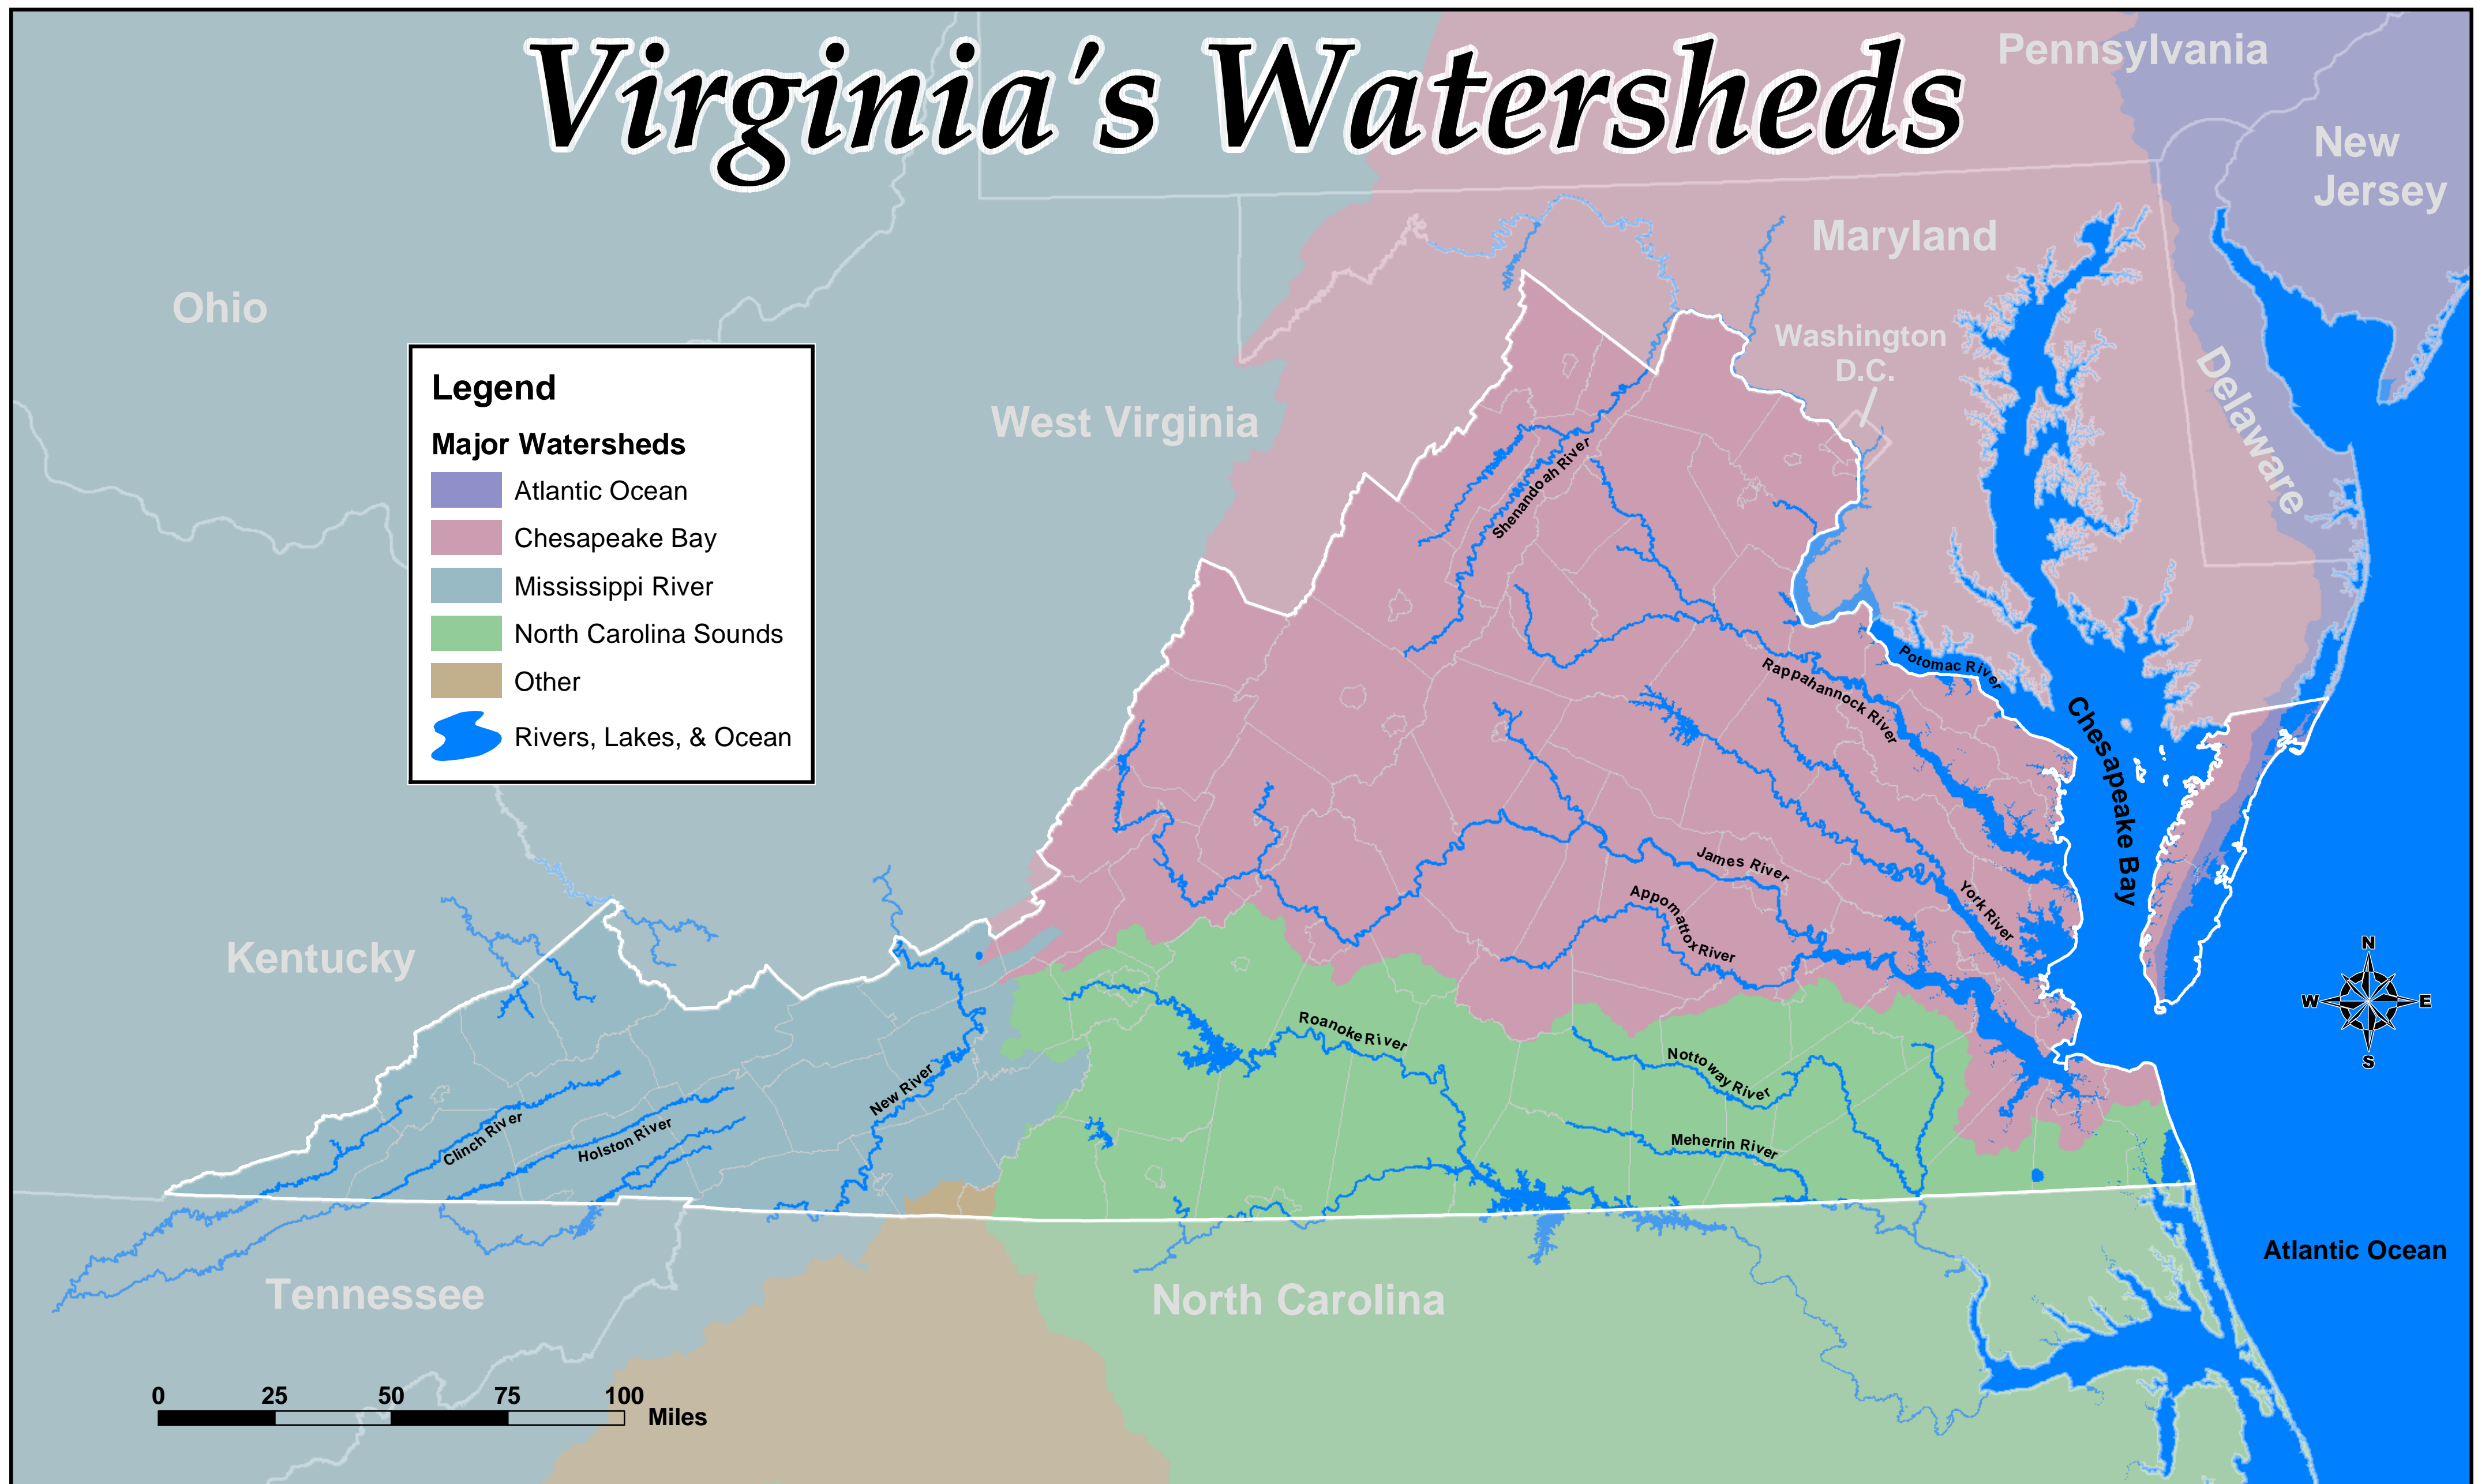 Virginia's Watersheds
Pennsylvania
New
Jersey
Maryland
Ohio
Washington
D.C.
Delaware
West Virginia
Legend
Major Watersheds
Atlantic Ocean
Chesapeake Bay
Mississippi River
North Carolina Sounds
Other
Rivers, Lakes, & Ocean
Shenandoah River
Potomac River
Rappahannock River
Chesapeake Bay
James River
Appomattox River
York River
Kentucky
N
W
E
S
Roanoke River
Nottoway River
New River
Clinch River
Holston River
Meherrin River
Atlantic Ocean
Tennessee
North Carolina
0 25 50 75 100
Miles